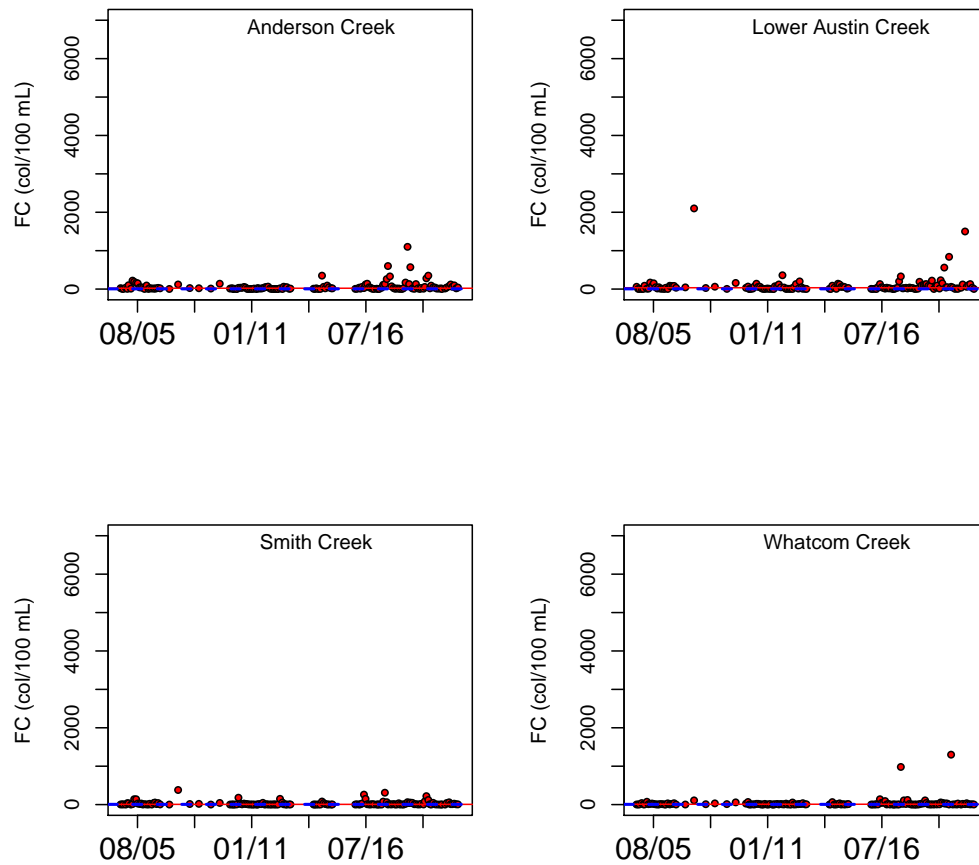 Anderson Creek
FC (col/100 mL)
0 2000 4000 6000
08/05 01/11 07/16
Lower Austin Creek
FC (col/100 mL)
0 2000 4000 6000
08/05 01/11 07/16
Smith Creek
FC (col/100 mL)
0 2000 4000 6000
08/05 01/11 07/16
Whatcom Creek
FC (col/100 mL)
0 2000 4000 6000
08/05 01/11 07/16